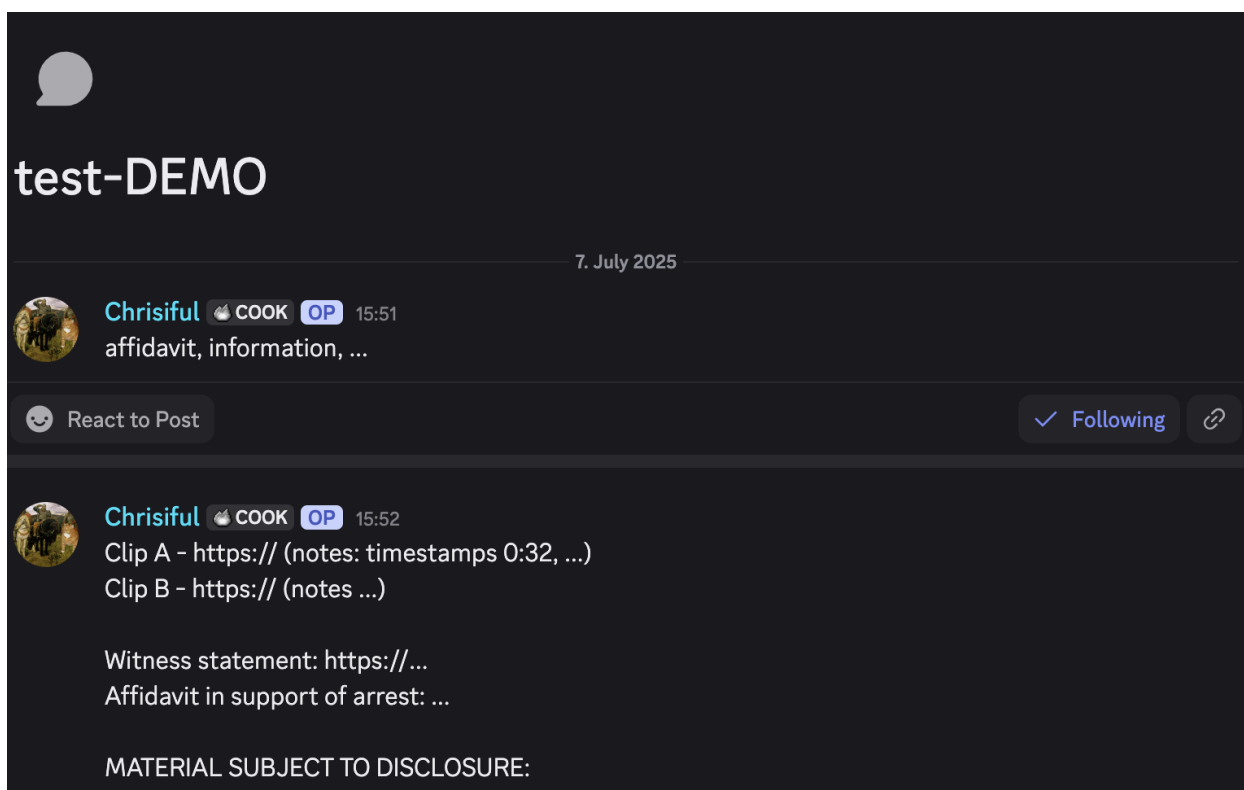 test-DEMO
7. July 2025
Chrisiful COOK OP 15:51
affidavit, information, ...
React to Post
Following
Chrisiful COOK OP 15:52
Clip A - https:// (notes: timestamps 0:32, ...)
Clip B - https:// (notes ...)
Witness statement: https://...
Affidavit in support of arrest: ...
MATERIAL SUBJECT TO DISCLOSURE: